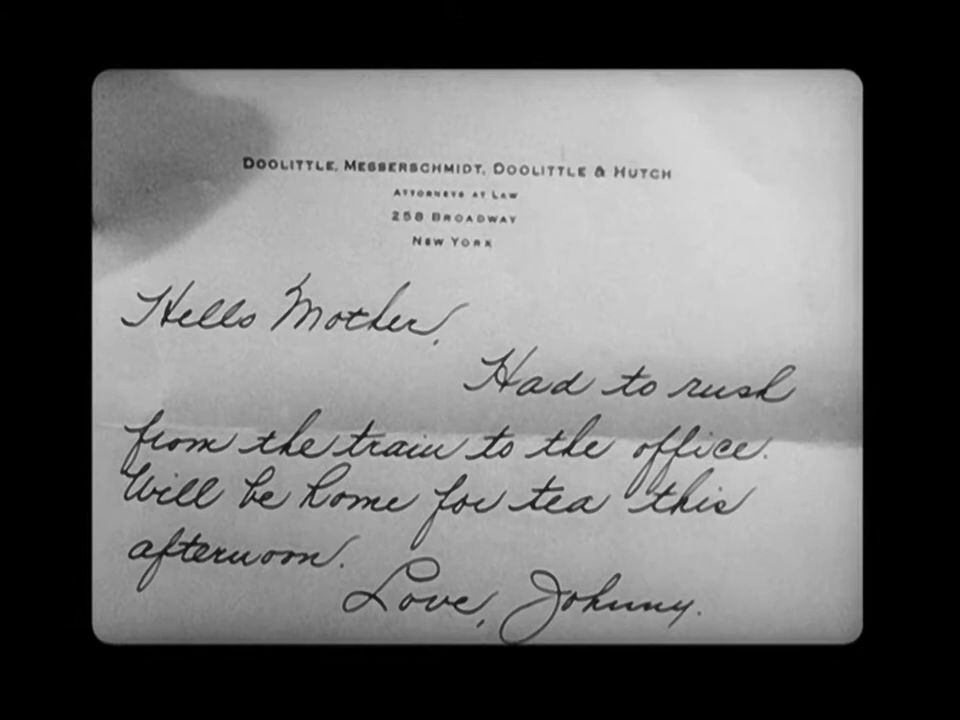 DOOLITTLE, MESSERSCHMIDT, DOOLITTLE & HUTCH
ATTORNEYS AT LAW
258 BROADWAY
NEW YORK
Hello Mother,
Had to rush
from the train to the office.
Will be home for tea this
afternoon.
Love, Johnny.